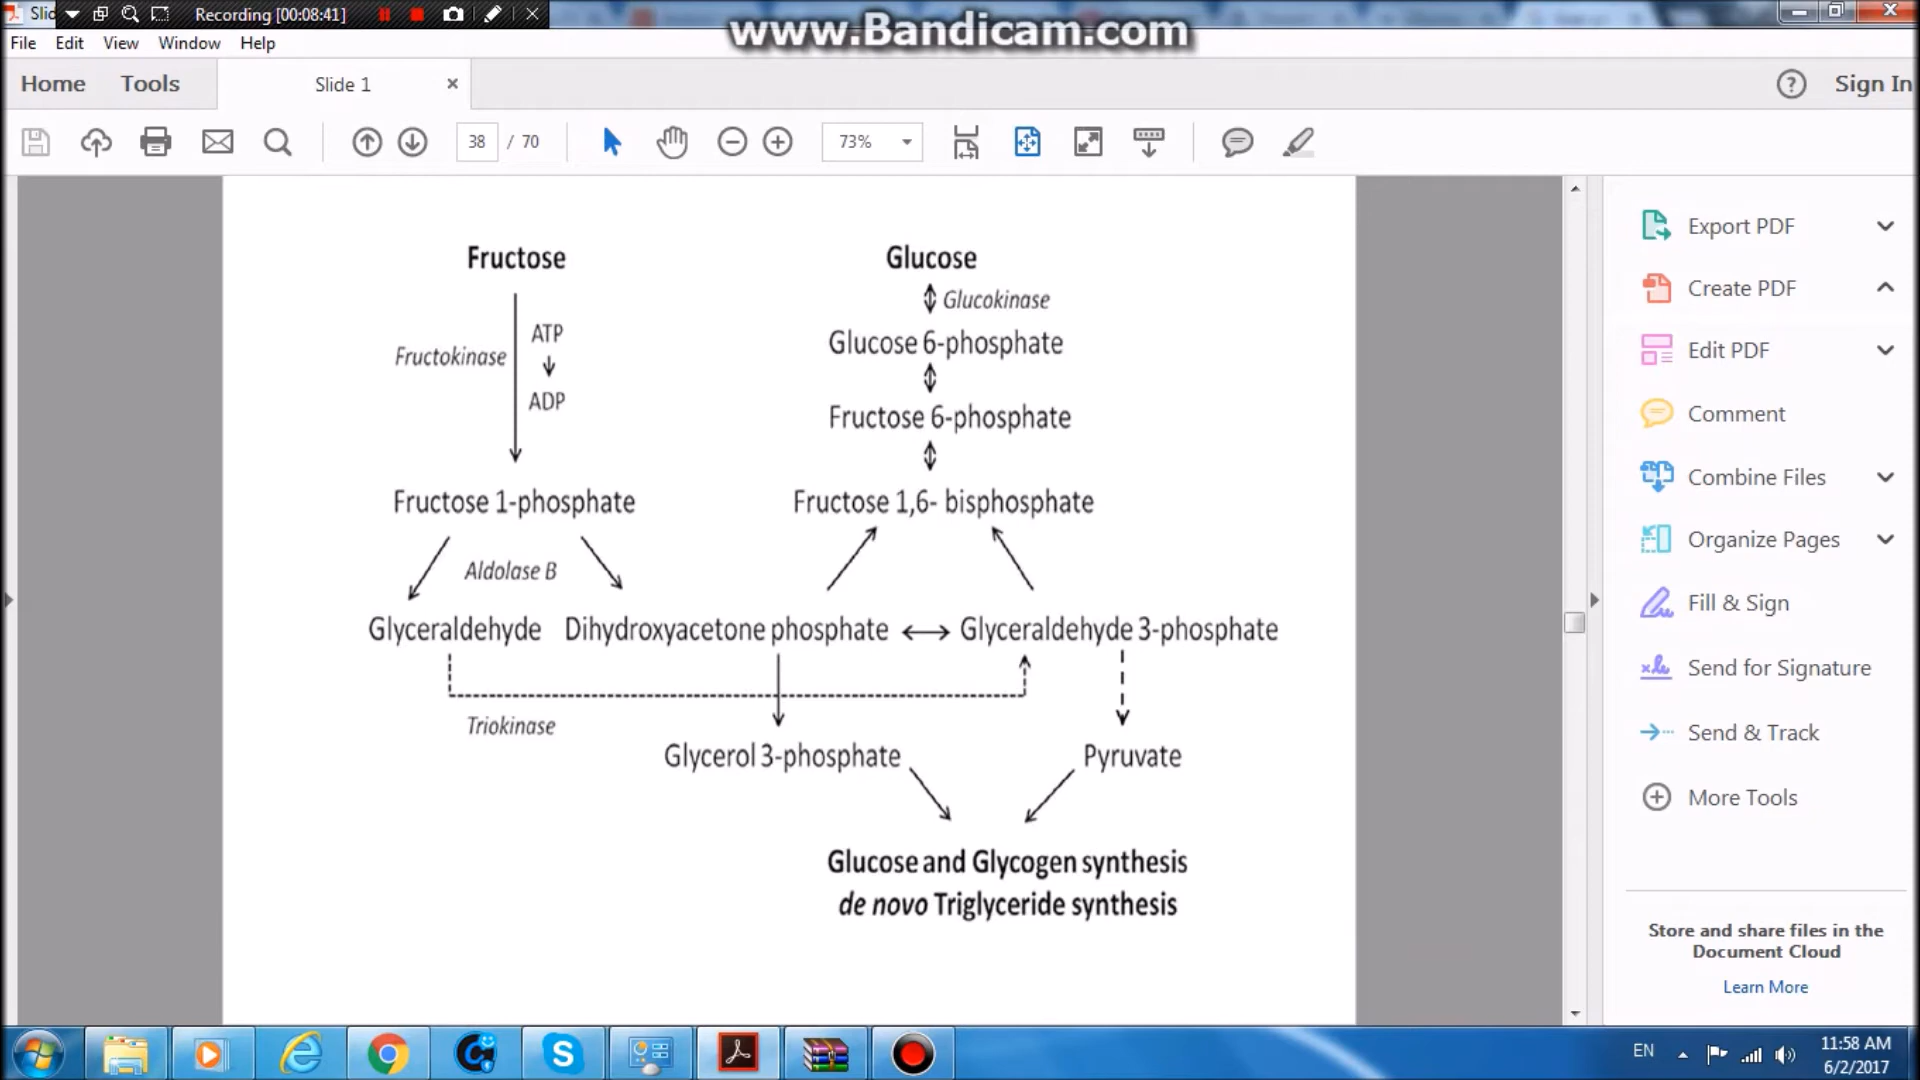 Slid
Recording [00:08:41]
www.Bandicam.com
File Edit View Window Help
Home Tools Slide 1
Sign In
38 / 70 73%
Fructose Glucose
Glucokinase
ATP
Glucose 6-phosphate
Fructokinase
ADP
Fructose 6-phosphate
Fructose 1-phosphate Fructose 1,6- bisphosphate
Aldolase B
Glyceraldehyde Dihydroxyacetone phosphate Glyceraldehyde 3-phosphate
Triokinase
Glycerol 3-phosphate Pyruvate
Glucose and Glycogen synthesis
de novo Triglyceride synthesis
Export PDF
Create PDF
Edit PDF
Comment
Combine Files
Organize Pages
Fill & Sign
Send for Signature
Send & Track
More Tools
Store and share files in the
Document Cloud
Learn More
EN
11:58 AM
6/2/2017